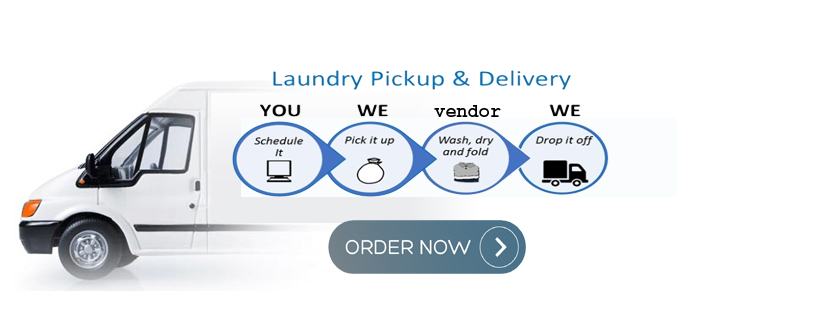 Laundry Pickup & Delivery
YOU WE vendor WE
Schedule It
Pick it up
Wash, dry and fold
Drop it off
ORDER NOW